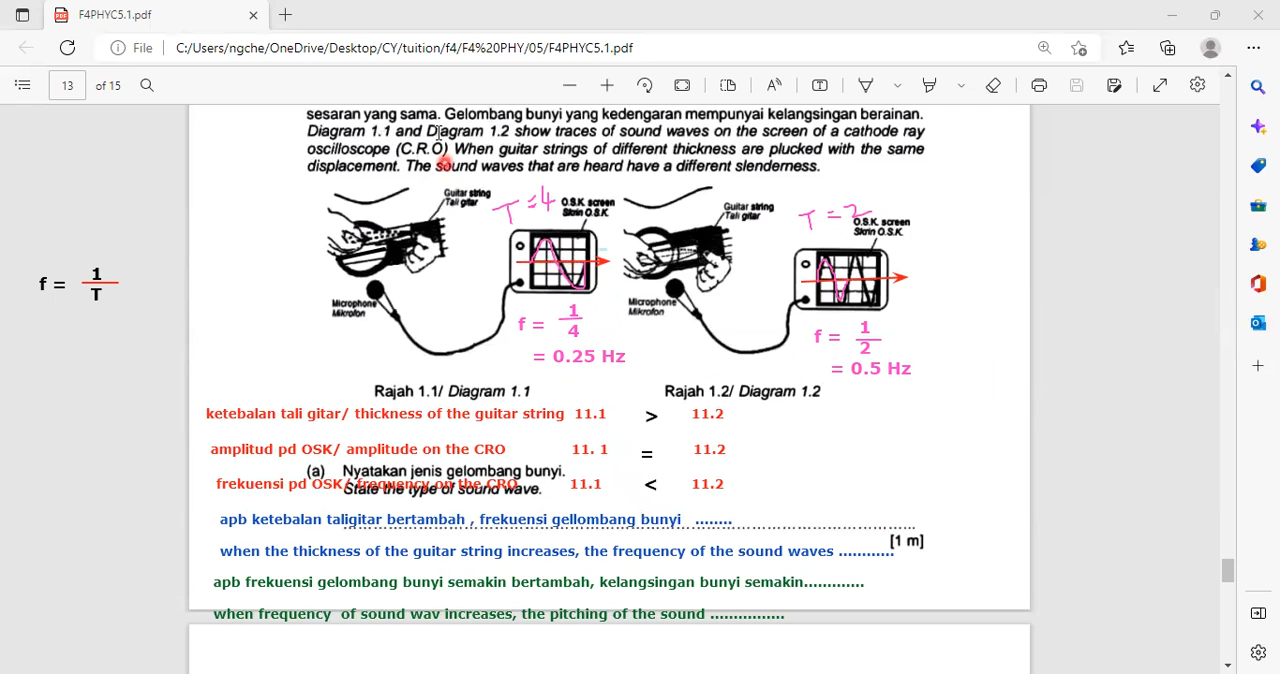 F4PHYC5.1.pdf
File C:/Users/ngche/OneDrive/Desktop/CY/tuition/f4/F4%20PHY/05/F4PHYC5.1.pdf
13 of 15
sesaran yang sama. Gelombang bunyi yang kedengaran mempunyai kelangsingan berainan.
Diagram 1.1 and Diagram 1.2 show traces of sound waves on the screen of a cathode ray
oscilloscope (C.R.O) When guitar strings of different thickness are plucked with the same
displacement. The sound waves that are heard have a different slenderness.
Guitar string
Tali gitar
T = 4
O.S.K. screen
Skrin O.S.K.
Microphone
Mikrofon
f = 1/4
= 0.25 Hz
Guitar string
Tali gitar
T = 2
O.S.K. screen
Skrin O.S.K.
Microphone
Mikrofon
f = 1/2
= 0.5 Hz
f = 1/T
Rajah 1.1/ Diagram 1.1 Rajah 1.2/ Diagram 1.2
ketebalan tali gitar/ thickness of the guitar string 11.1 > 11.2
amplitud pd OSK/ amplitude on the CRO 11. 1 = 11.2
(a) Nyatakan jenis gelombang bunyi.
frekuensi pd OSK/ frequency on the CRO 11.1 < 11.2
State the type of sound wave.
apb ketebalan taligitar bertambah , frekuensi gellombang bunyi ........
[1 m]
when the thickness of the guitar string increases, the frequency of the sound waves ............
apb frekuensi gelombang bunyi semakin bertambah, kelangsingan bunyi semakin.............
when frequency of sound wav increases, the pitching of the sound ................